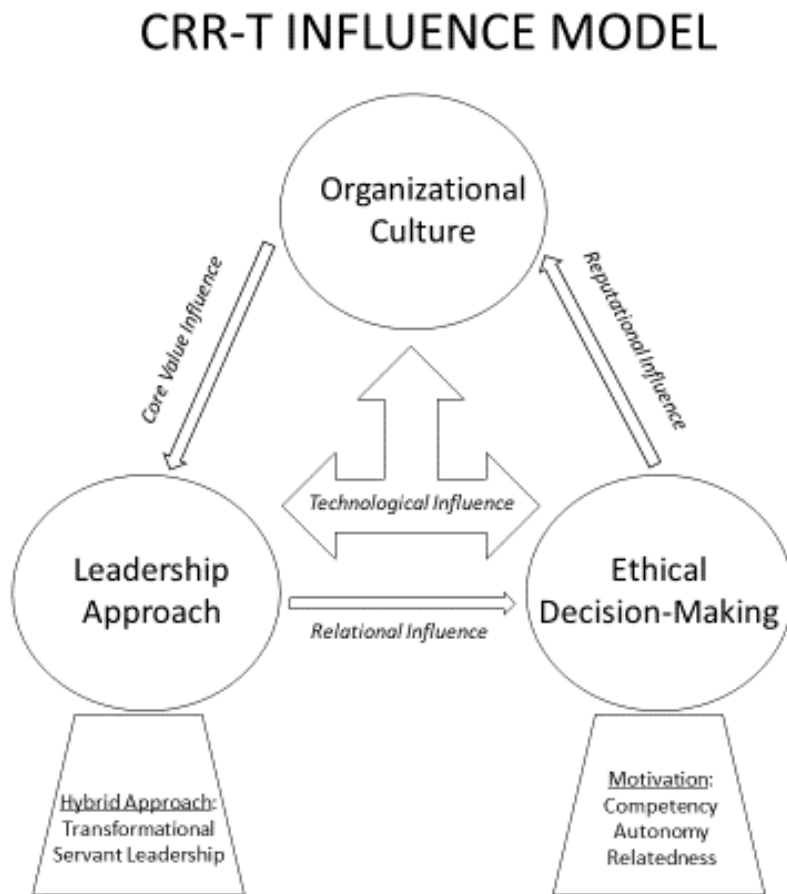 CRR-T INFLUENCE MODEL
Organizational
Culture
Core Value Influence
Reputational Influence
Technological Influence
Leadership
Approach
Ethical
Decision-Making
Relational Influence
Hybrid Approach:
Transformational
Servant Leadership
Motivation:
Competency
Autonomy
Relatedness